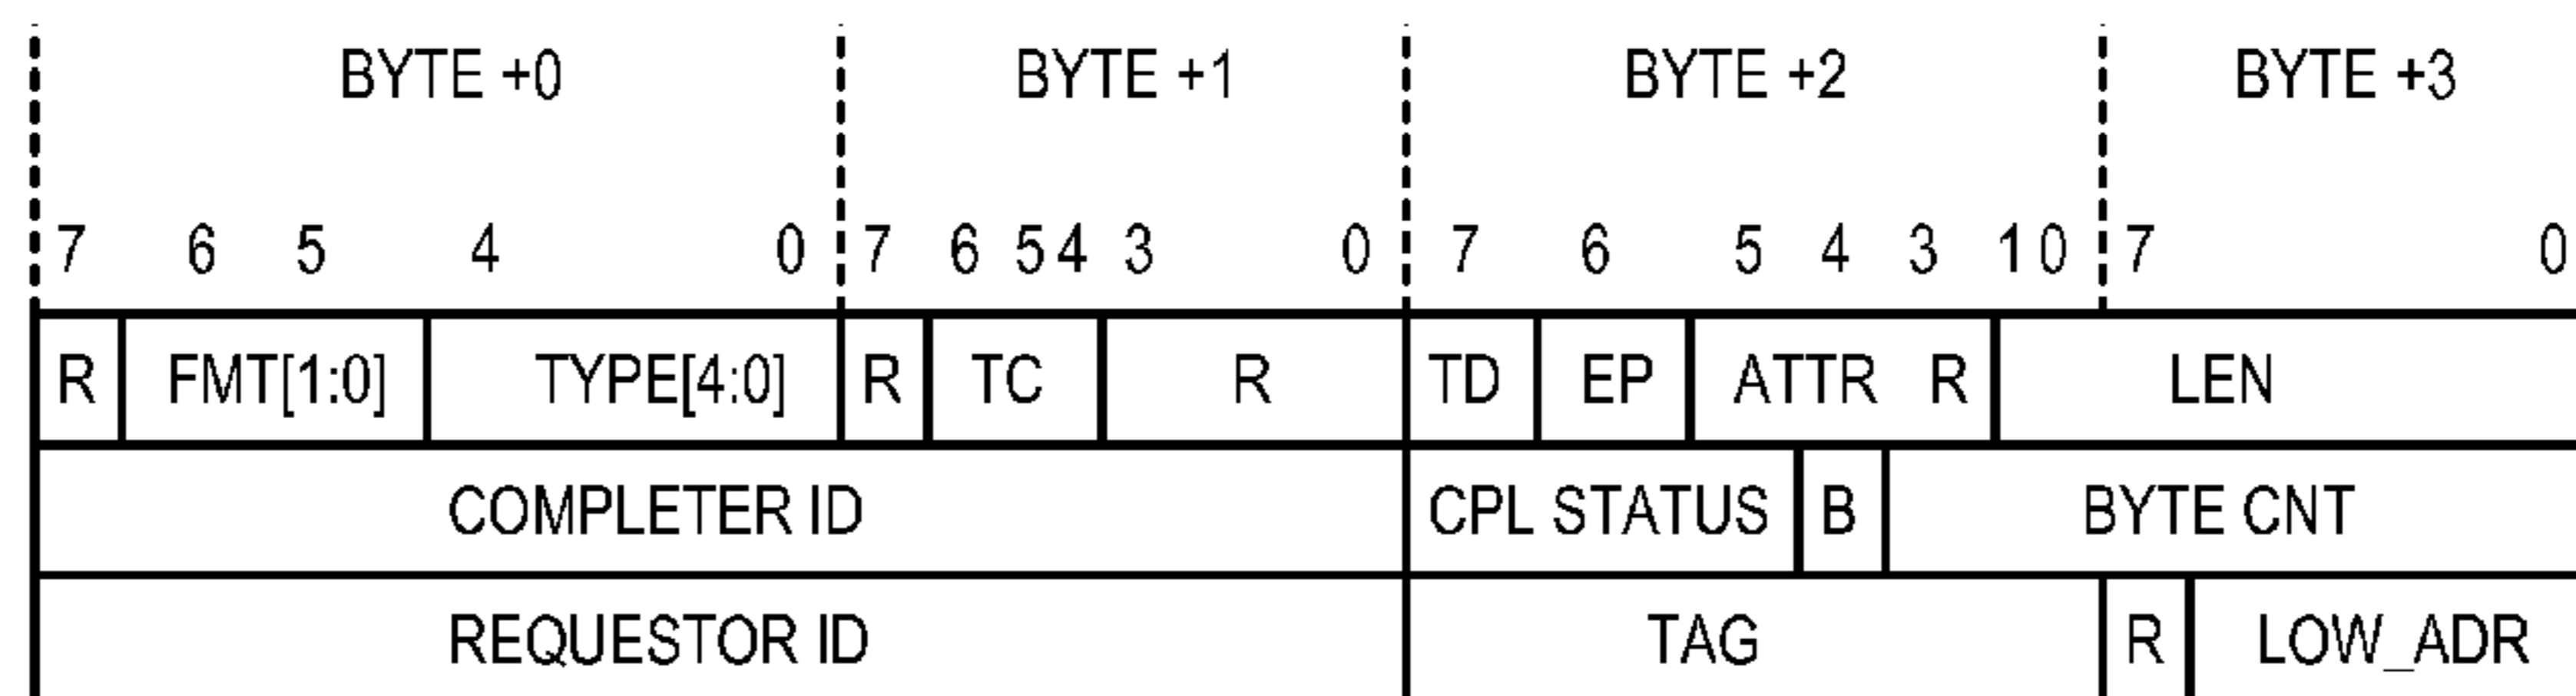 BYTE +0 BYTE +1 BYTE +2 BYTE +3
7 6 5 4 0 7 6 5 4 3 0 7 6 5 4 3 1 0 7 0
R FMT[1:0] TYPE[4:0] R TC R TD EP ATTR R LEN
COMPLETER ID CPL STATUS B BYTE CNT
REQUESTOR ID TAG R LOW_ADR